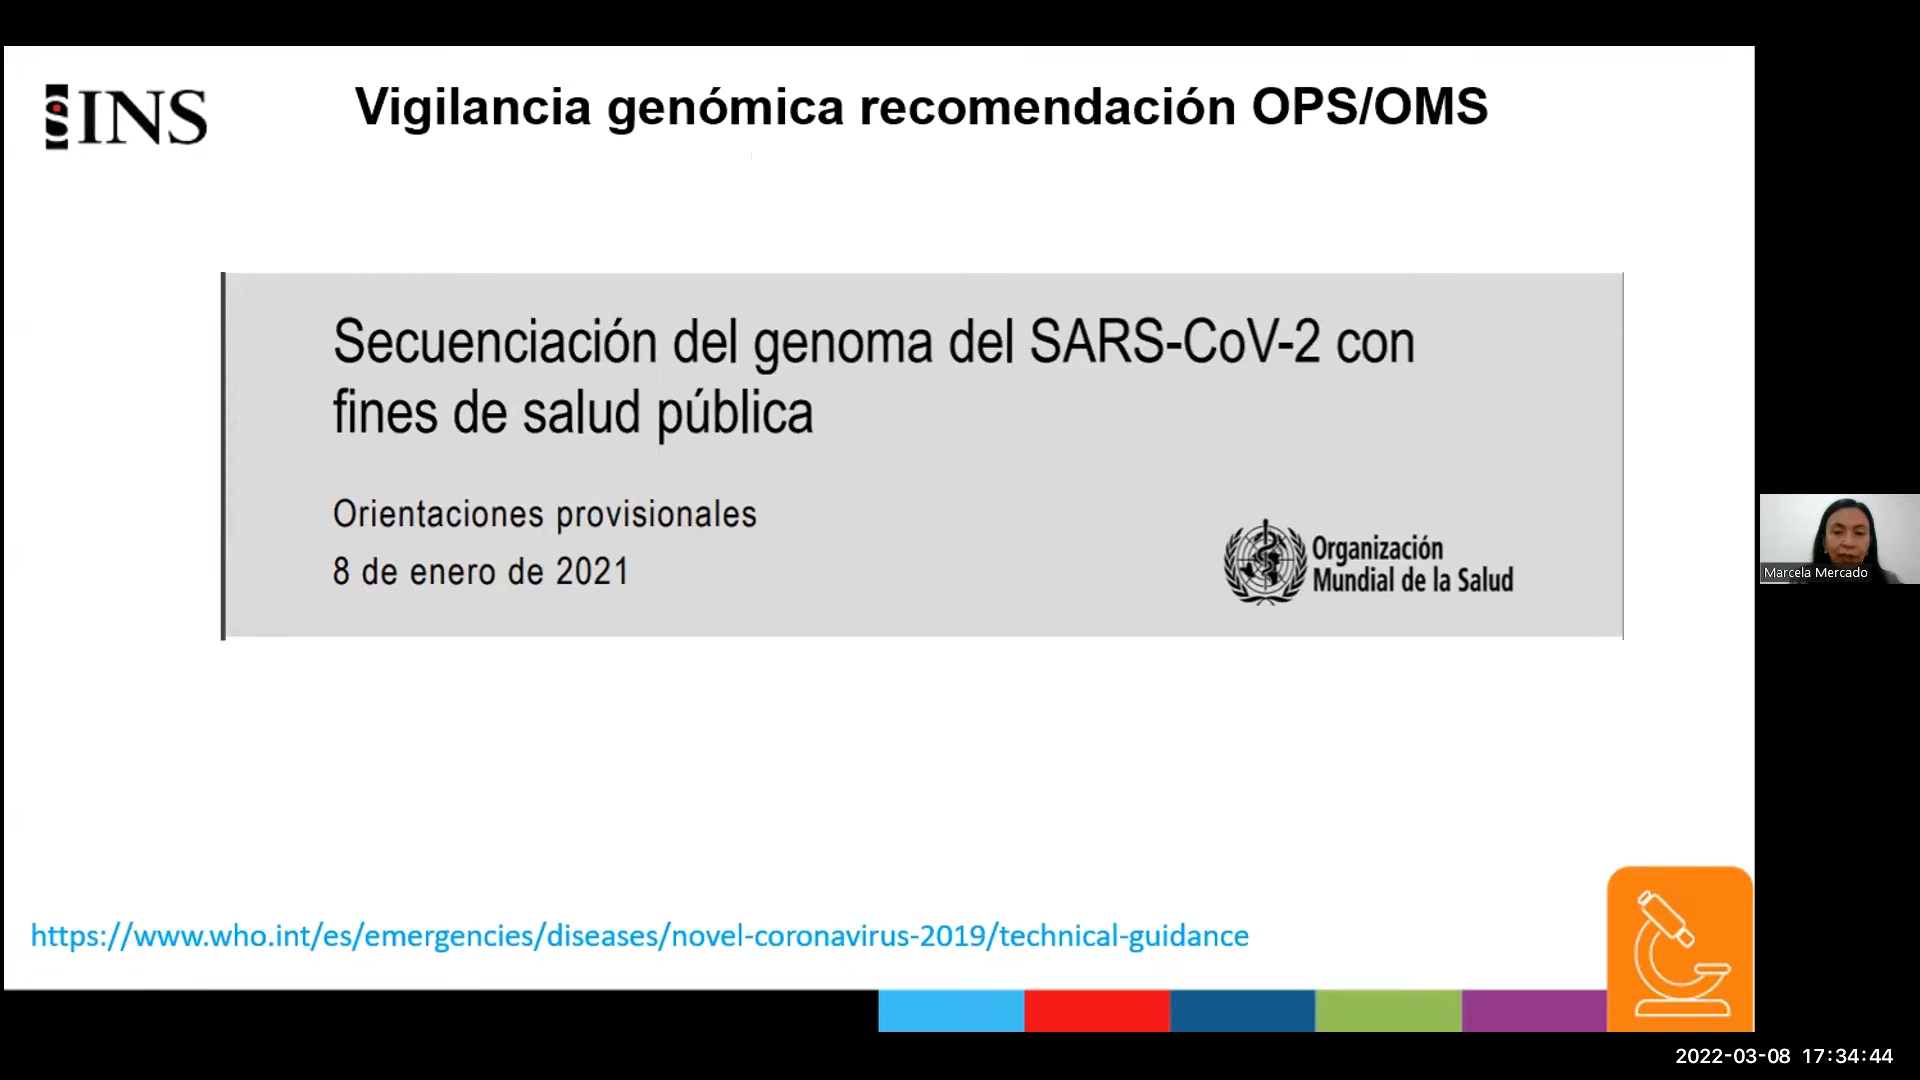 INS
Vigilancia genómica recomendación OPS/OMS
Secuenciación del genoma del SARS-CoV-2 con
fines de salud pública
Orientaciones provisionales
8 de enero de 2021
Organización
Mundial de la Salud
Marcela Mercado
https://www.who.int/es/emergencies/diseases/novel-coronavirus-2019/technical-guidance
2022-03-08 17:34:44